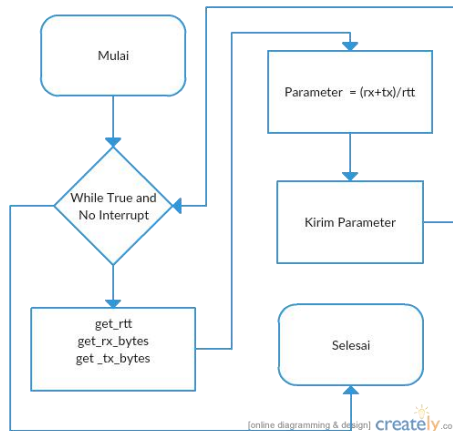 Mulai
While True and
No Interrupt
get_rtt
get_rx_bytes
get _tx_bytes
Parameter = (rx+tx)/rtt
Kirim Parameter
Selesai
[online diagramming & design] creately.co